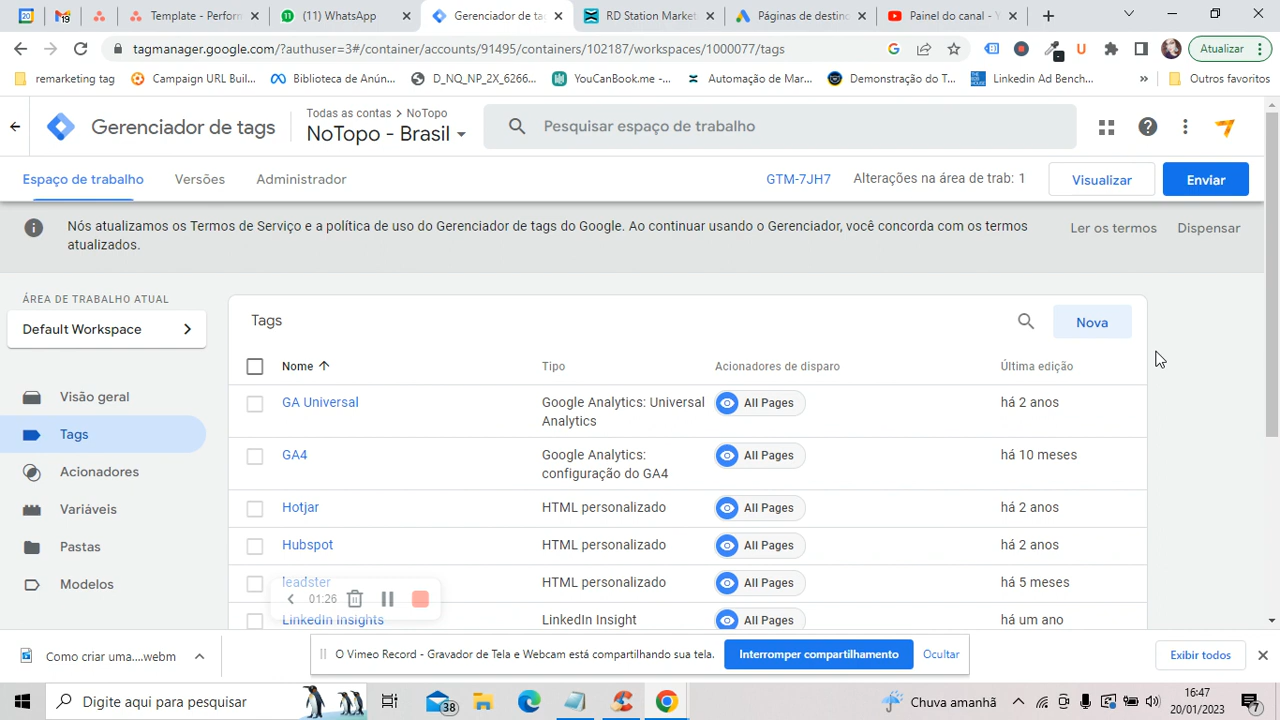 Template - Perform
(11) WhatsApp
Gerenciador de ta
RD Station Market
Páginas de destino
Painel do canal - Y
tagmanager.google.com/?authuser=3#/container/accounts/91495/containers/102187/workspaces/1000077/tags
Atualizar
remarketing tag
Campaign URL Buil...
Biblioteca de Anún...
D_NQ_NP_2X_6266...
YouCanBook.me -...
Automação de Mar...
Demonstração do T...
Linkedin Ad Bench...
»
Outros favoritos
Gerenciador de tags
Todas as contas > NoTopo
NoTopo - Brasil
Pesquisar espaço de trabalho
Espaço de trabalho
Versões
Administrador
GTM-7JH7
Alterações na área de trab: 1
Visualizar
Enviar
Nós atualizamos os Termos de Serviço e a política de uso do Gerenciador de tags do Google. Ao continuar usando o Gerenciador, você concorda com os termos
atualizados.
Ler os termos
Dispensar
ÁREA DE TRABALHO ATUAL
Default Workspace
Visão geral
Tags
Acionadores
Variáveis
Pastas
Modelos
Tags
Nova
Nome
Tipo
Acionadores de disparo
Última edição
GA Universal
Google Analytics: Universal
Analytics
All Pages
há 2 anos
GA4
Google Analytics:
configuração do GA4
All Pages
há 10 meses
Hotjar
HTML personalizado
All Pages
há 2 anos
Hubspot
HTML personalizado
All Pages
há 2 anos
leadster
HTML personalizado
All Pages
há 5 meses
LinkedIn Insights
LinkedIn Insight
All Pages
há um ano
01:26
Como criar uma....webm
O Vimeo Record - Gravador de Tela e Webcam está compartilhando sua tela.
Interromper compartilhamento
Ocultar
Exibir todos
Digite aqui para pesquisar
38
Chuva amanhã
16:47
20/01/2023
7